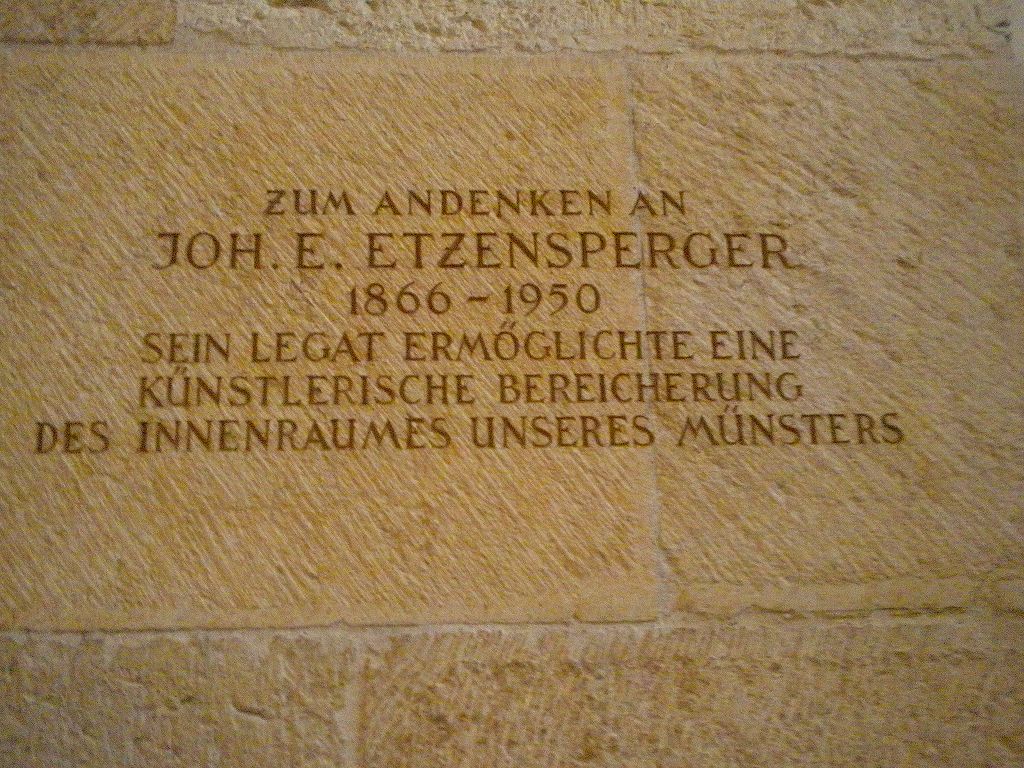 ZUM ANDENKEN AN
JOH. E. ETZENSPERGER
1866 – 1950
SEIN LEGAT ERMÖGLICHTE EINE
KÜNSTLERISCHE BEREICHERUNG
DES INNENRAUMES UNSERES MÜNSTERS